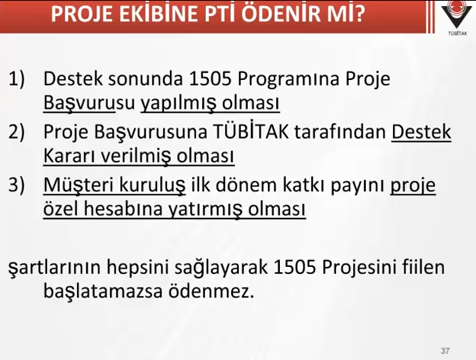 PROJE EKİBİNE PTİ ÖDENİR Mİ?
TÜBİTAK
1) Destek sonunda 1505 Programına Proje
Başvurusu yapılmış olması
2) Proje Başvurusuna TÜBİTAK tarafından Destek
Kararı verilmiş olması
3) Müşteri kuruluş ilk dönem katkı payını proje
özel hesabına yatırmış olması
şartlarının hepsini sağlayarak 1505 Projesini fiilen
başlatamazsa ödenmez.
37